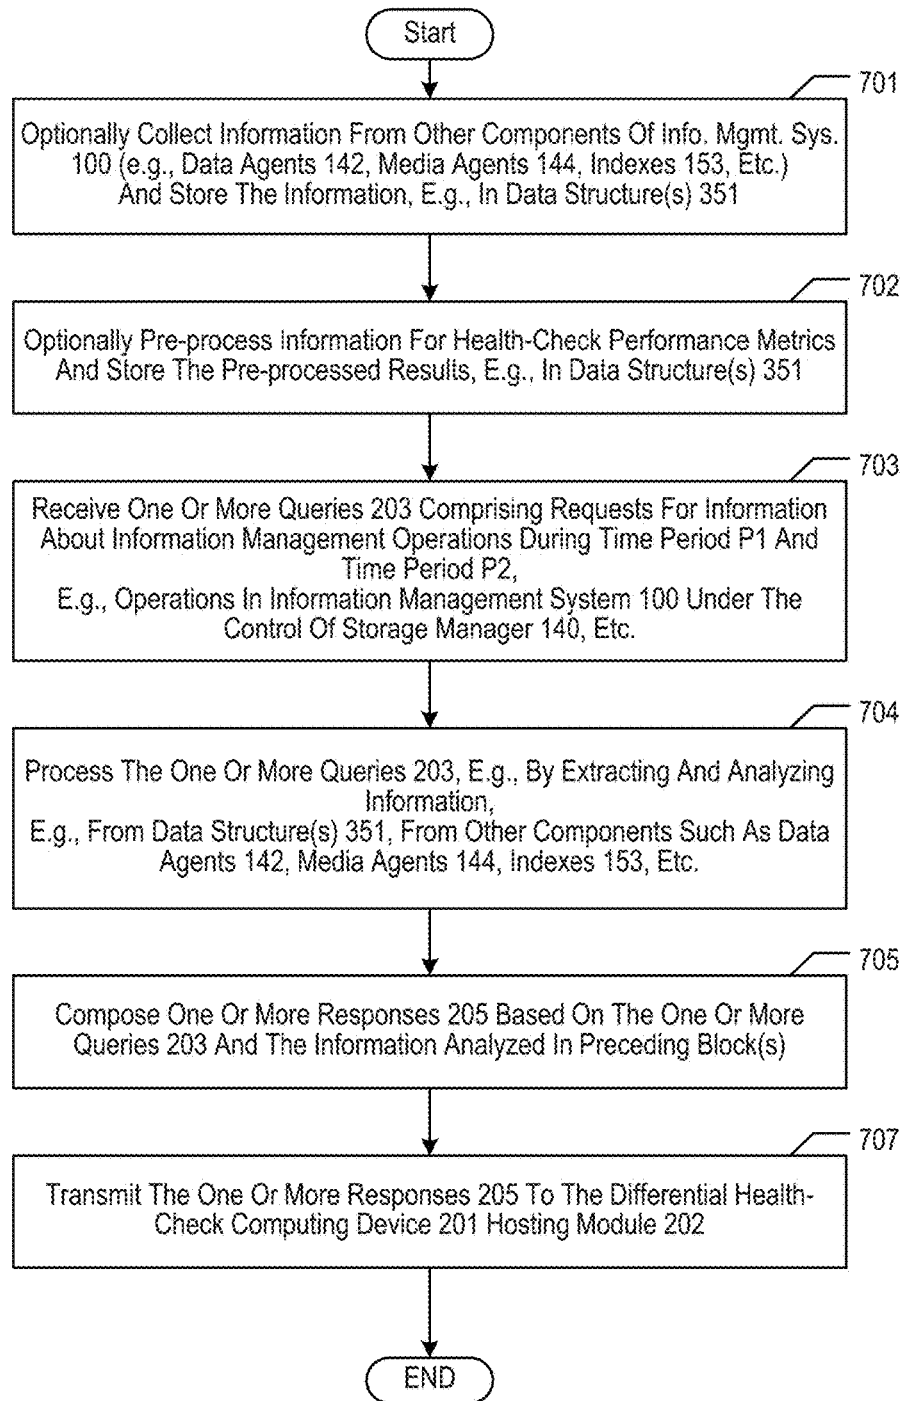 Start
701
Optionally Collect Information From Other Components Of Info. Mgmt. Sys.
100 (e.g., Data Agents 142, Media Agents 144, Indexes 153, Etc.)
And Store The Information, E.g., In Data Structure(s) 351
702
Optionally Pre-process Information For Health-Check Performance Metrics
And Store The Pre-processed Results, E.g., In Data Structure(s) 351
703
Receive One Or More Queries 203 Comprising Requests For Information
About Information Management Operations During Time Period P1 And
Time Period P2,
E.g., Operations In Information Management System 100 Under The
Control Of Storage Manager 140, Etc.
704
Process The One Or More Queries 203, E.g., By Extracting And Analyzing
Information,
E.g., From Data Structure(s) 351, From Other Components Such As Data
Agents 142, Media Agents 144, Indexes 153, Etc.
705
Compose One Or More Responses 205 Based On The One Or More
Queries 203 And The Information Analyzed In Preceding Block(s)
707
Transmit The One Or More Responses 205 To The Differential Health-
Check Computing Device 201 Hosting Module 202
END